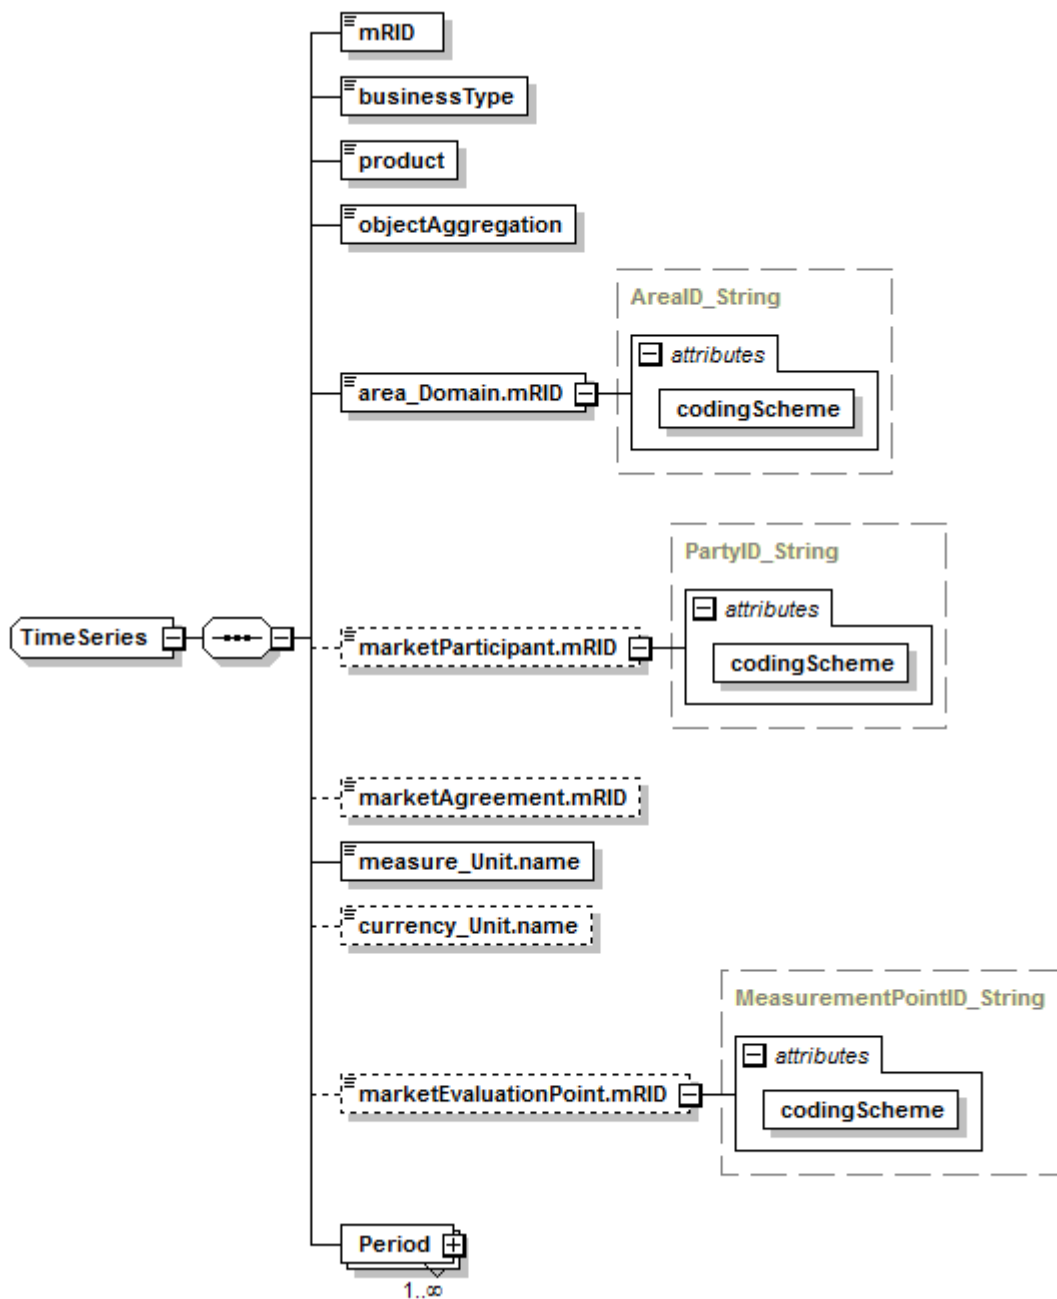 mRID
businessType
product
objectAggregation
AreaID_String
attributes
area_Domain.mRID
codingScheme
PartyID_String
attributes
TimeSeries
marketParticipant.mRID
codingScheme
marketAgreement.mRID
measure_Unit.name
currency_Unit.name
MeasurementPointID_String
attributes
marketEvaluationPoint.mRID
codingScheme
Period
1..∞